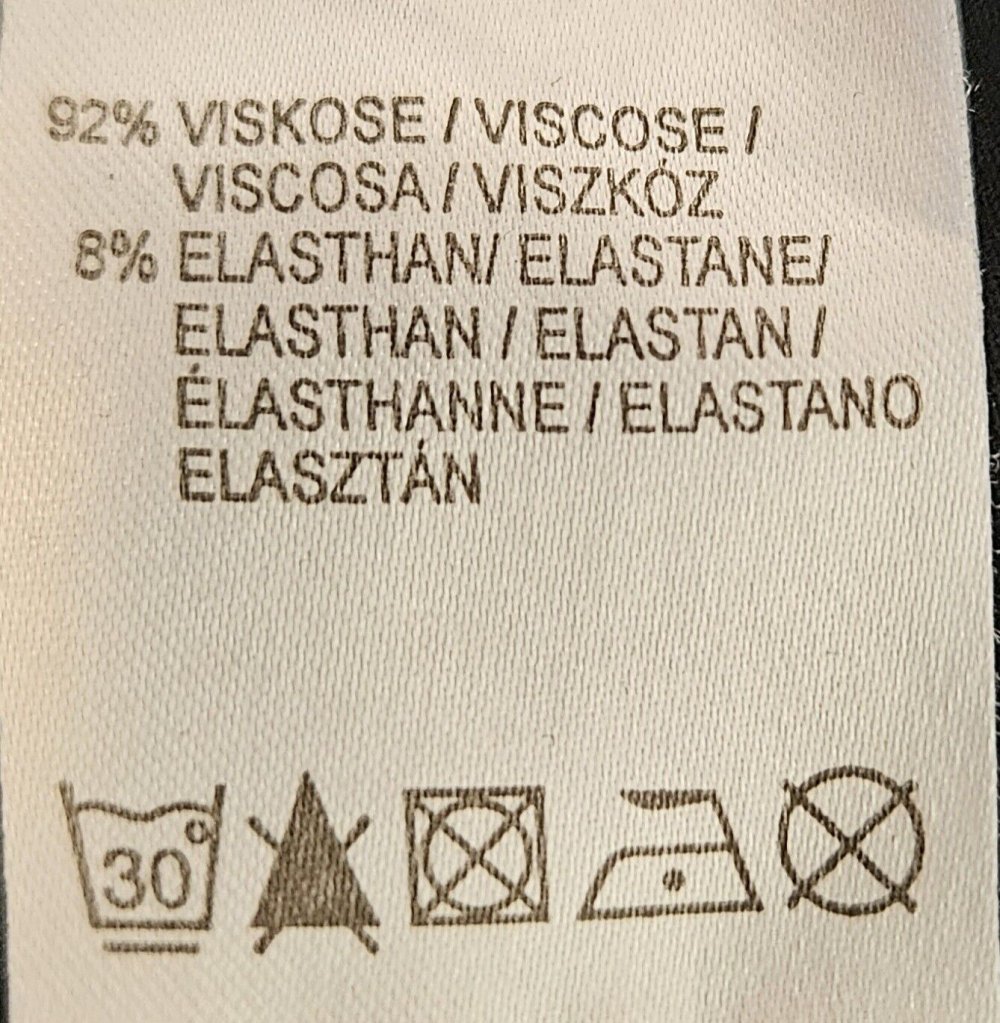 92% VISKOSE / VISCOSE /
VISCOSA / VISZKÓZ
8% ELASTHAN/ ELASTANE/
ELASTHAN / ELASTAN /
ÉLASTHANNE / ELASTANO
ELASZTÁN
30°